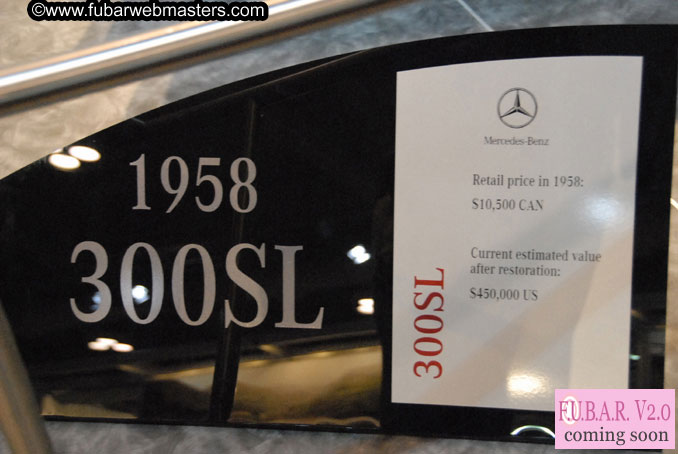 ©www.fubarwebmasters.com
1958
300SL
Mercedes-Benz
Retail price in 1958:
$10,500 CAN
Current estimated value
after restoration:
$450,000 US
300SL
F.U.B.A.R. V2.0
coming soon